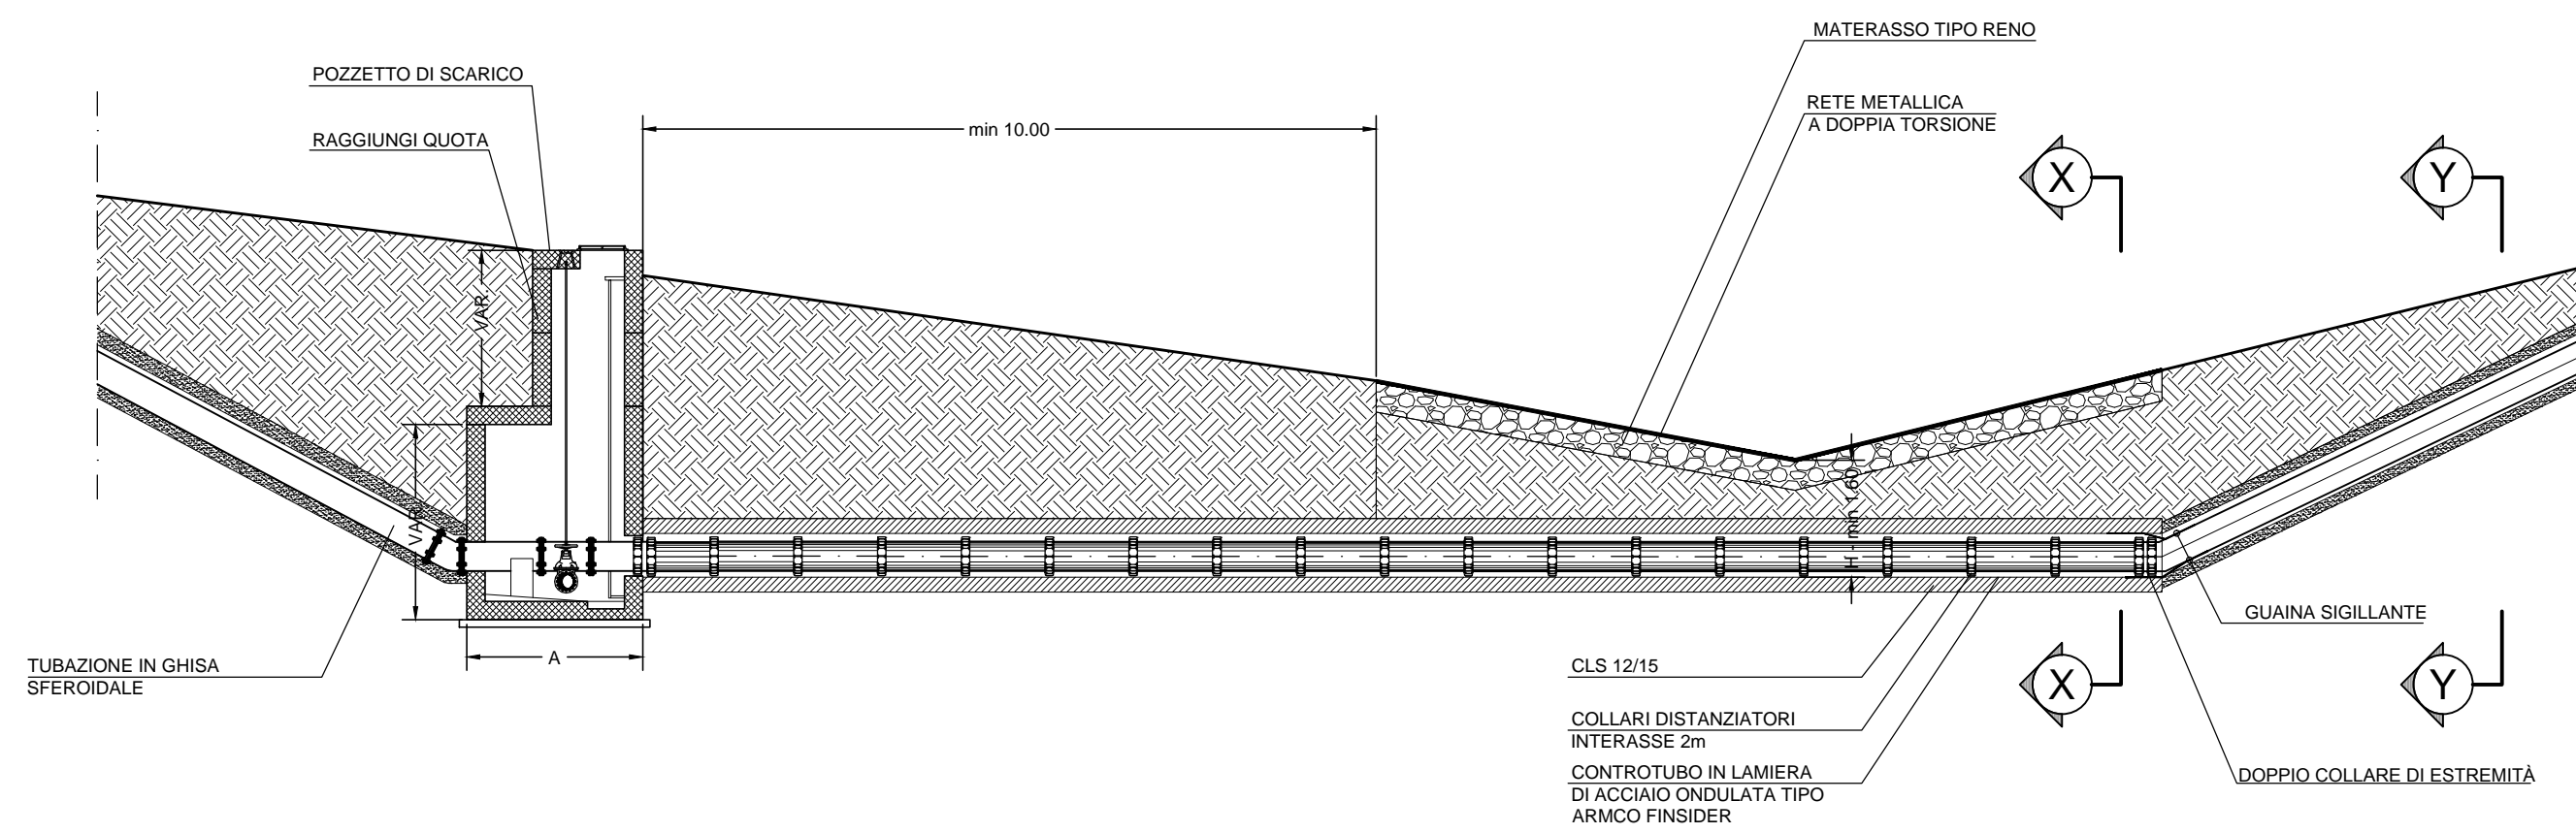 MATERASSO TIPO RENO
POZZETTO DI SCARICO
RETE METALLICA
A DOPPIA TORSIONE
min 10.00
RAGGIUNGI QUOTA
X
Y
VAR.
VAR.
H - min 1.60
GUAINA SIGILLANTE
A
TUBAZIONE IN GHISA
SFEROIDALE
CLS 12/15
X
Y
COLLARI DISTANZIATORI
INTERASSE 2m
CONTROTUBO IN LAMIERA
DI ACCIAIO ONDULATA TIPO
ARMCO FINSIDER
DOPPIO COLLARE DI ESTREMITÀ